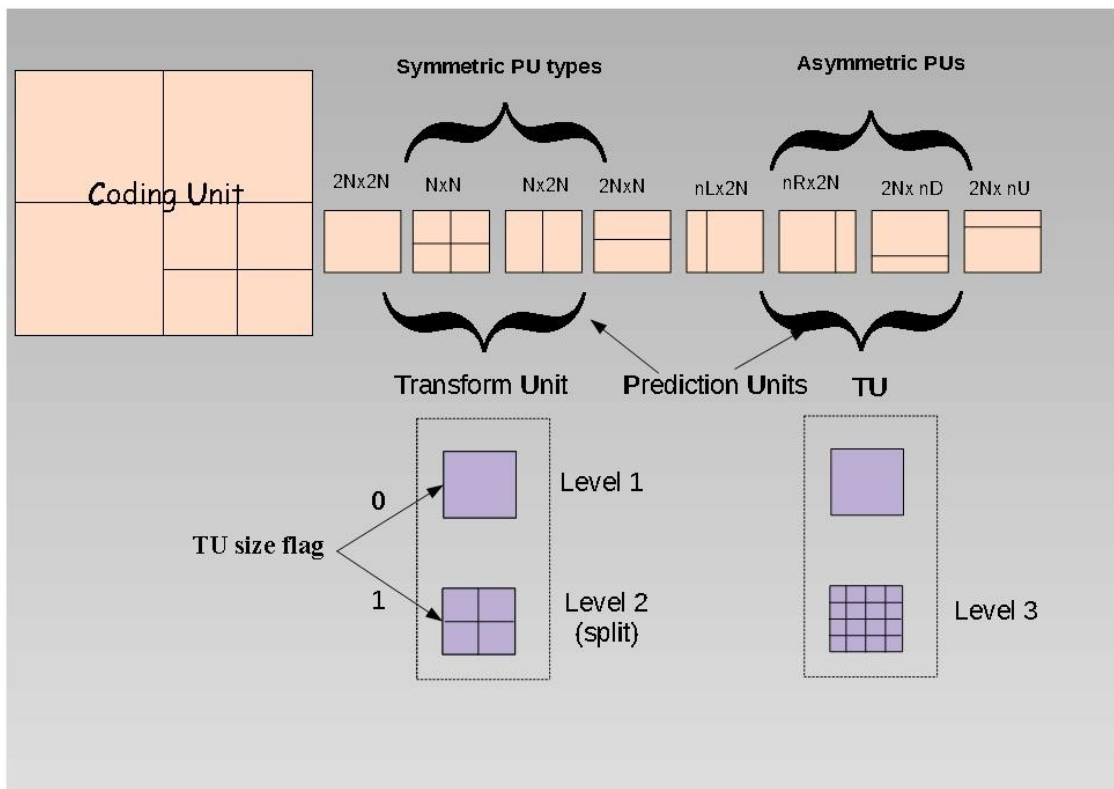 Symmetric PU types
Asymmetric PUs
Coding Unit
2Nx2N
NxN
Nx2N
2NxN
nLx2N
nRx2N
2Nx nD
2Nx nU
Transform Unit
Prediction Units
TU
0
Level 1
TU size flag
1
Level 2
(split)
Level 3